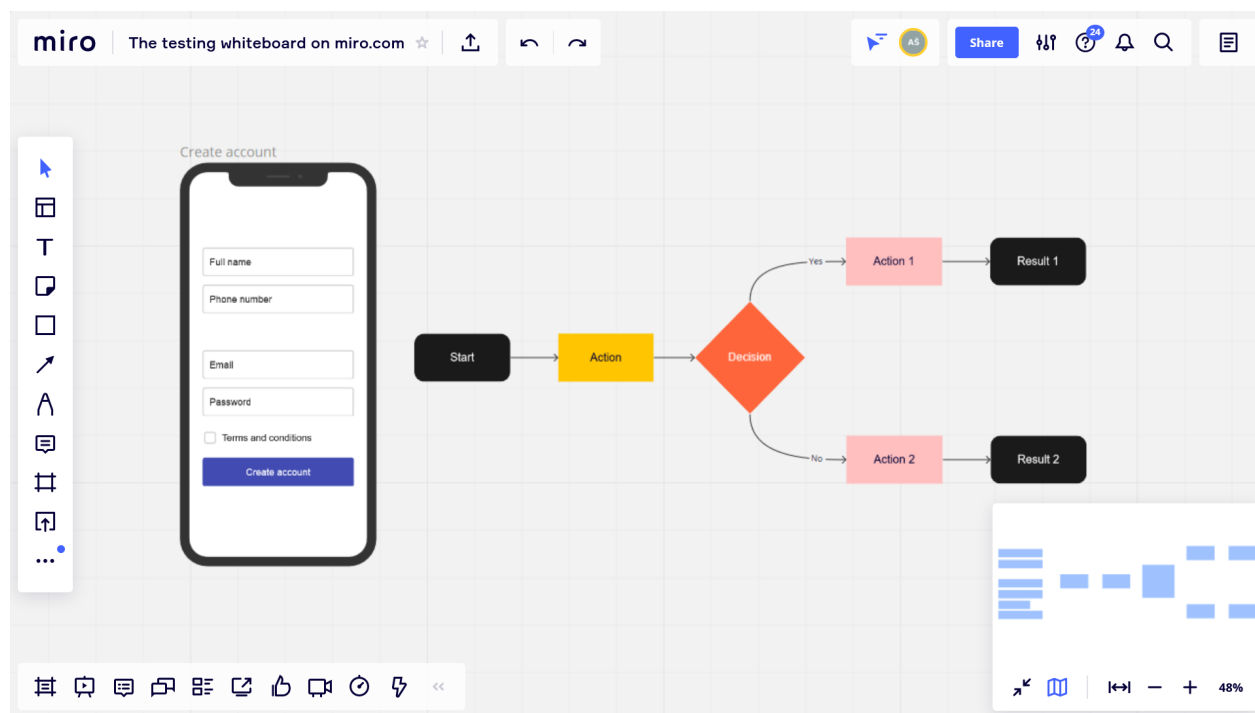 miro
The testing whiteboard on miro.com
AŠ
Share
24
Create account
Full name
Phone number
Email
Password
Terms and conditions
Create account
Start
Action
Decision
Yes
Action 1
Result 1
No
Action 2
Result 2
48%